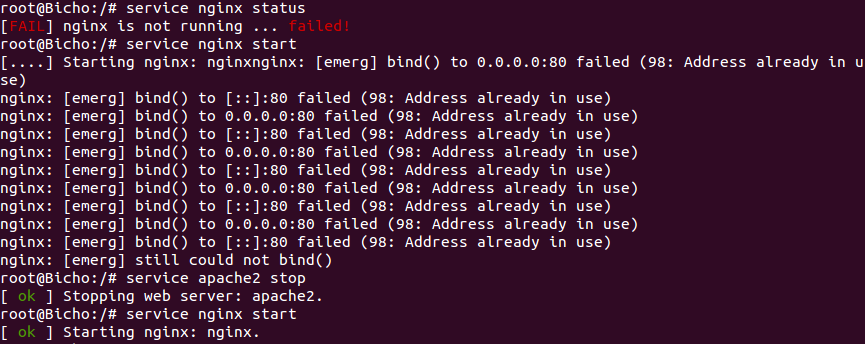 root@Bicho:/# service nginx status
[FAIL] nginx is not running ... failed!
root@Bicho:/# service nginx start
[....] Starting nginx: nginxnginx: [emerg] bind() to 0.0.0.0:80 failed (98: Address already in u
se)
nginx: [emerg] bind() to [::]:80 failed (98: Address already in use)
nginx: [emerg] bind() to 0.0.0.0:80 failed (98: Address already in use)
nginx: [emerg] bind() to [::]:80 failed (98: Address already in use)
nginx: [emerg] bind() to 0.0.0.0:80 failed (98: Address already in use)
nginx: [emerg] bind() to [::]:80 failed (98: Address already in use)
nginx: [emerg] bind() to 0.0.0.0:80 failed (98: Address already in use)
nginx: [emerg] bind() to [::]:80 failed (98: Address already in use)
nginx: [emerg] bind() to 0.0.0.0:80 failed (98: Address already in use)
nginx: [emerg] bind() to [::]:80 failed (98: Address already in use)
nginx: [emerg] still could not bind()
root@Bicho:/# service apache2 stop
[ ok ] Stopping web server: apache2.
root@Bicho:/# service nginx start
[ ok ] Starting nginx: nginx.